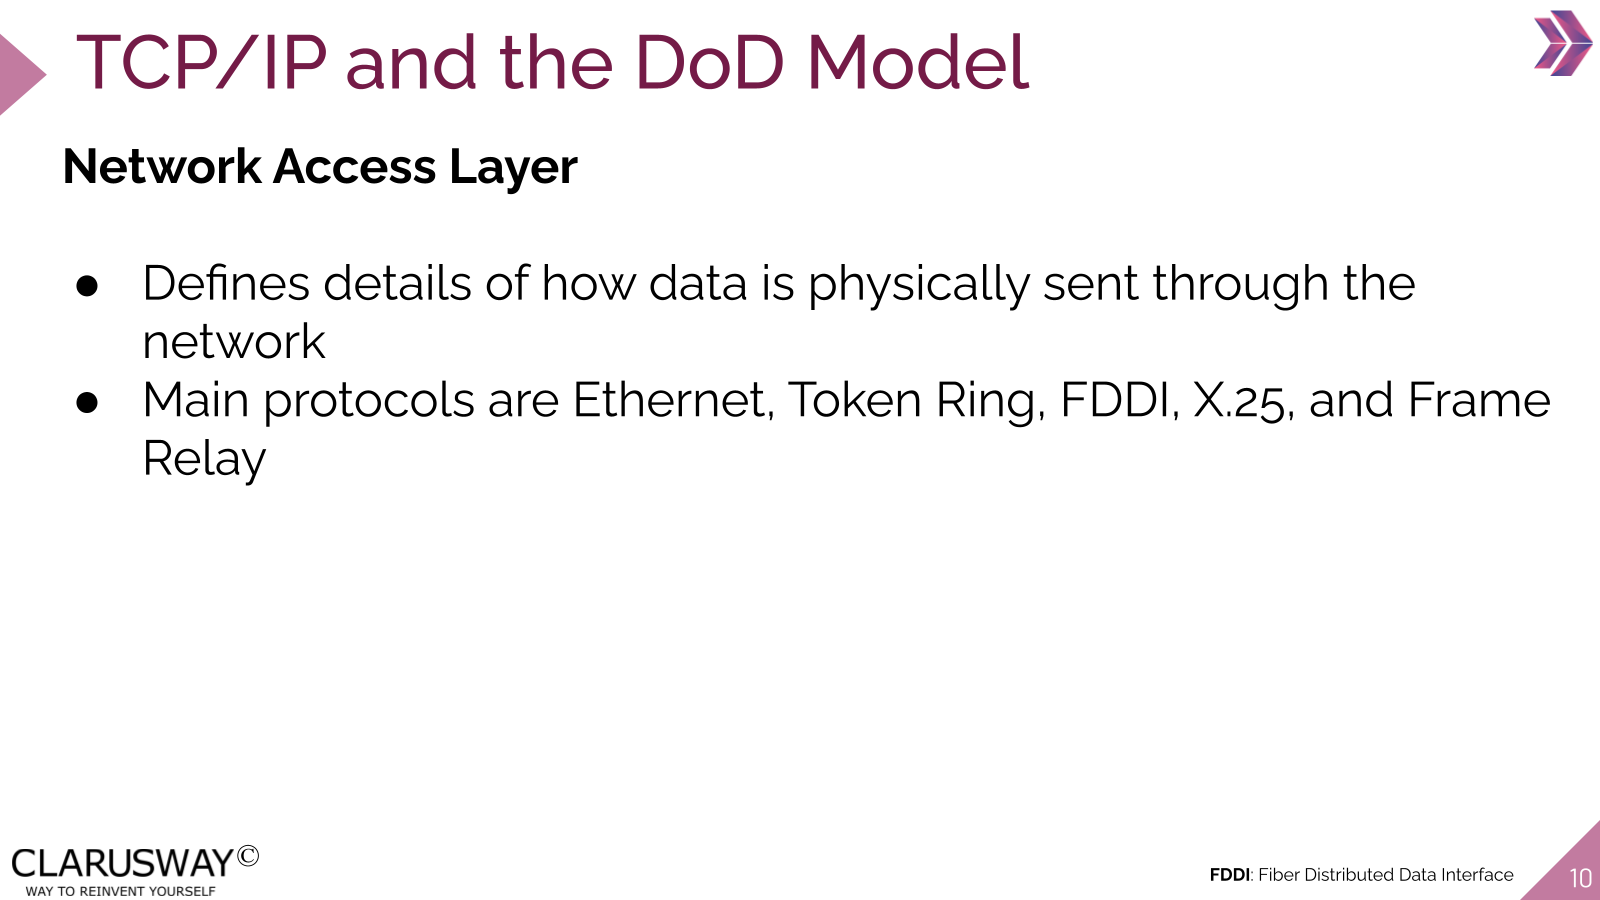 TCP/IP and the DoD Model
Network Access Layer
● Defines details of how data is physically sent through the
network
● Main protocols are Ethernet, Token Ring, FDDI, X.25, and Frame
Relay
CLARUSWAY©
WAY TO REINVENT YOURSELF
FDDI: Fiber Distributed Data Interface
10